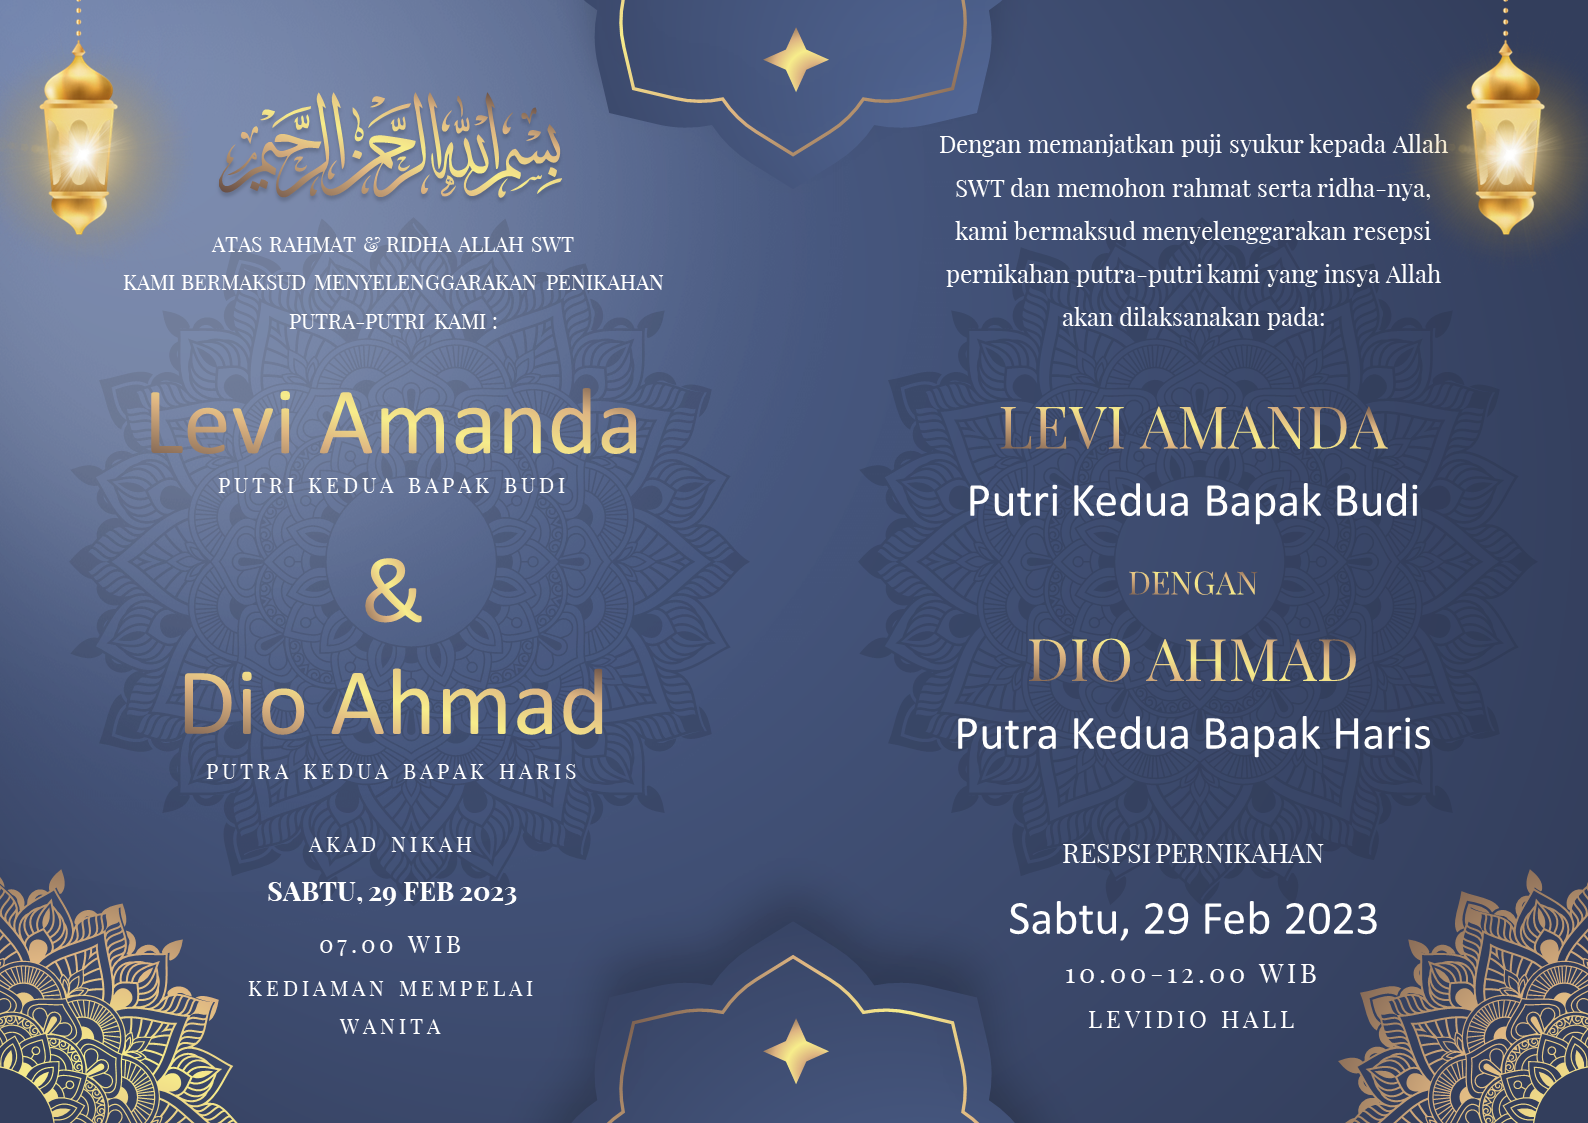 بسم الله الرحمن الرحيم
ATAS RAHMAT & RIDHA ALLAH SWT
KAMI BERMAKSUD MENYELENGGARAKAN PENIKAHAN
PUTRA-PUTRI KAMI :
Levi Amanda
PUTRI KEDUA BAPAK BUDI
&
Dio Ahmad
PUTRA KEDUA BAPAK HARIS
AKAD NIKAH
SABTU, 29 FEB 2023
07.00 WIB
KEDIAMAN MEMPELAI
WANITA
Dengan memanjatkan puji syukur kepada Allah
SWT dan memohon rahmat serta ridha-nya,
kami bermaksud menyelenggarakan resepsi
pernikahan putra-putri kami yang insya Allah
akan dilaksanakan pada:
LEVI AMANDA
Putri Kedua Bapak Budi
DENGAN
DIO AHMAD
Putra Kedua Bapak Haris
RESPSI PERNIKAHAN
Sabtu, 29 Feb 2023
10.00-12.00 WIB
LEVIDIO HALL